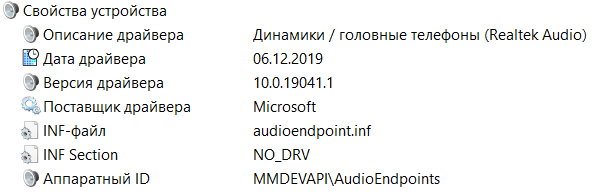 Свойства устройства
Описание драйвера Динамики / головные телефоны (Realtek Audio)
Дата драйвера 06.12.2019
Версия драйвера 10.0.19041.1
Поставщик драйвера Microsoft
INF-файл audioendpoint.inf
INF Section NO_DRV
Аппаратный ID MMDEVAPI\AudioEndpoints